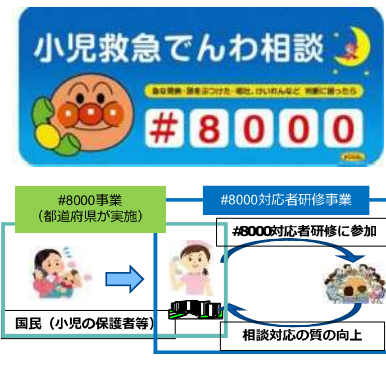 小児救急でんわ相談
急な発熱・頭をぶつけた・嘔吐、けいれんなど 判断に困ったら
#8000
#8000事業
（都道府県が実施）
#8000対応者研修事業
#8000対応者研修に参加
国民（小児の保護者等）
相談対応の質の向上